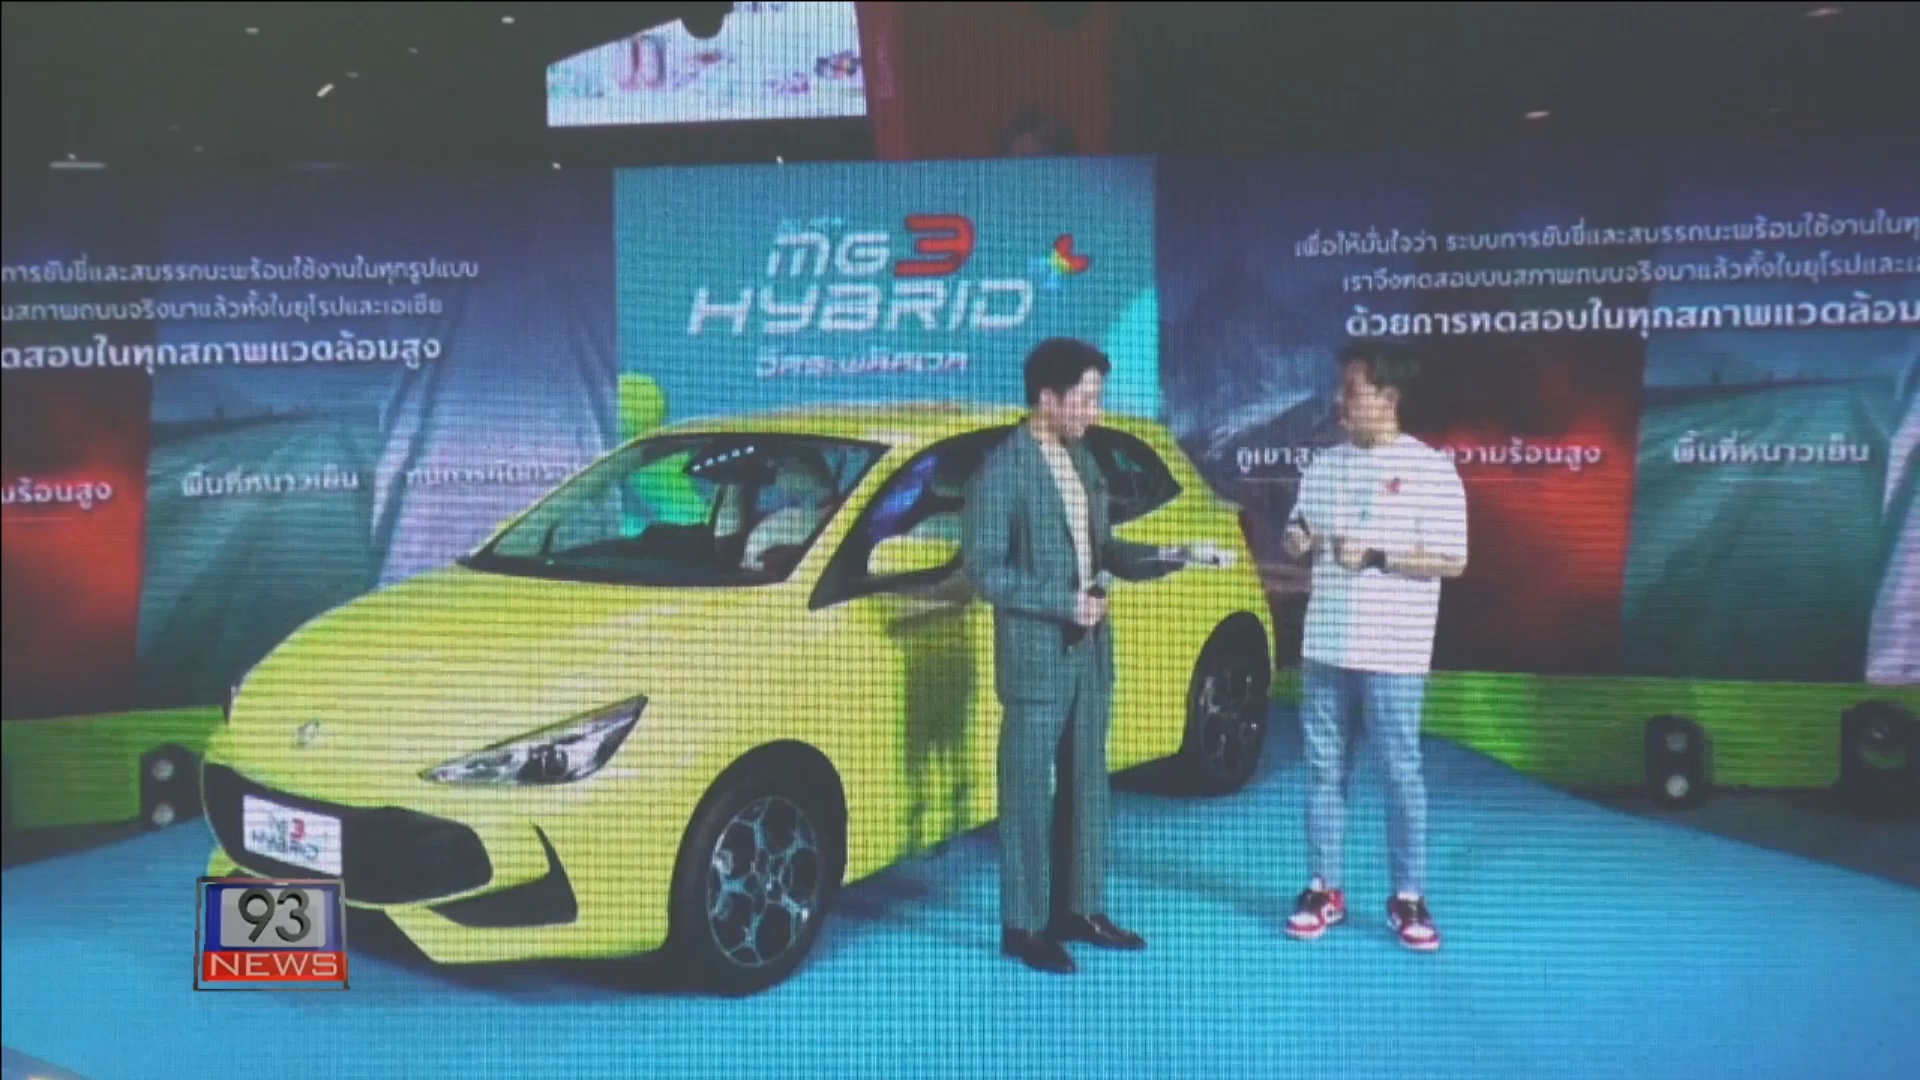 MG3
HYBRID
การขับขี่และสมรรถนะพร้อมใช้งานในทุกรูปแบบ
นสภาพถนนจริงมาแล้วทั้งในยุโรปและเอเชีย
ดสอบในทุกสภาพแวดล้อมสูง
เพื่อให้มั่นใจว่า ระบบการขับขี่และสมรรถนะพร้อมใช้งานในทุ
เราจึงทดสอบบนสภาพถนนจริงมาแล้วทั้งในยุโรปและเอ
ด้วยการทดสอบในทุกสภาพแวดล้อม
มร้อนสูง
พื้นที่หนาวเย็น
ภูเขาสูง
ความร้อนสูง
พื้นที่หนาวเย็น
MG3
HYBRID
93
NEWS